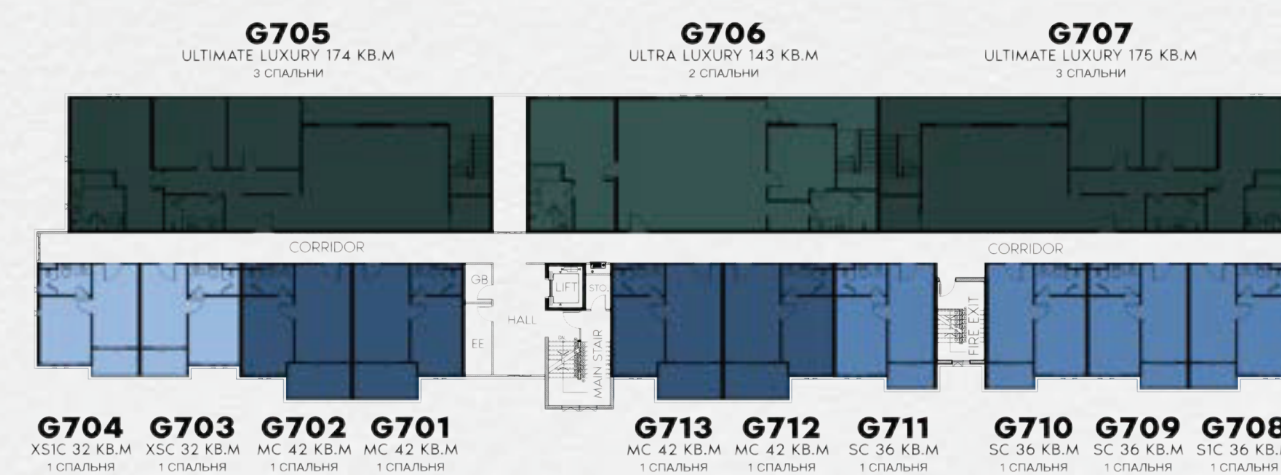 G705
ULTIMATE LUXURY 174 КВ.М
3 СПАЛЬНИ
G706
ULTRA LUXURY 143 КВ.М
2 СПАЛЬНИ
G707
ULTIMATE LUXURY 175 КВ.М
3 СПАЛЬНИ
CORRIDOR
CORRIDOR
GB
LIFT
STO.
HALL
EE
MAIN STAIR
FIRE EXIT
G704
XS1C 32 КВ.М
1 СПАЛЬНЯ
G703
XSC 32 КВ.М
1 СПАЛЬНЯ
G702
MC 42 КВ.М
1 СПАЛЬНЯ
G701
MC 42 КВ.М
1 СПАЛЬНЯ
G713
MC 42 КВ.М
1 СПАЛЬНЯ
G712
MC 42 КВ.М
1 СПАЛЬНЯ
G711
SC 36 КВ.М
1 СПАЛЬНЯ
G710
SC 36 КВ.М
1 СПАЛЬНЯ
G709
SC 36 КВ.М
1 СПАЛЬНЯ
G708
S1C 36 КВ.
1 СПАЛЬНЯ